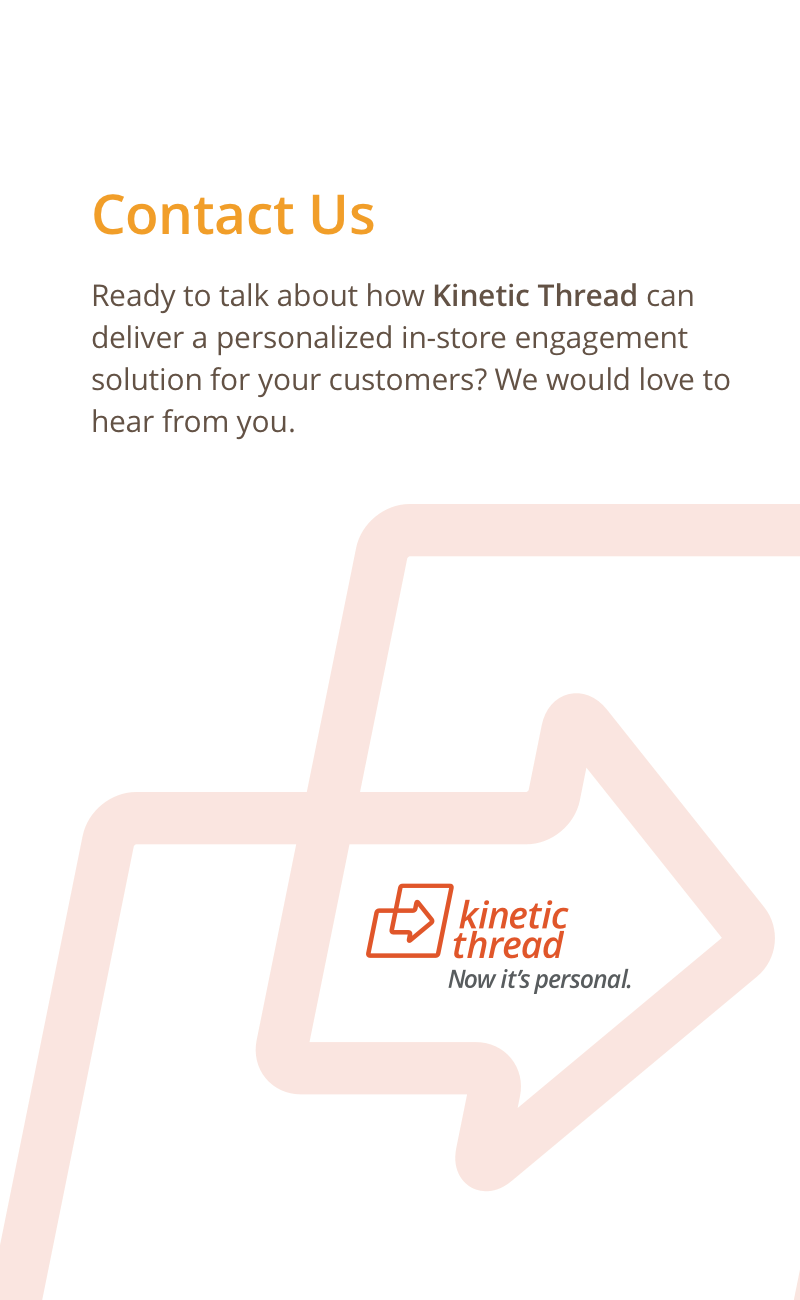 Contact Us
Ready to talk about how Kinetic Thread can
deliver a personalized in-store engagement
solution for your customers? We would love to
hear from you.
kinetic
thread
Now it's personal.